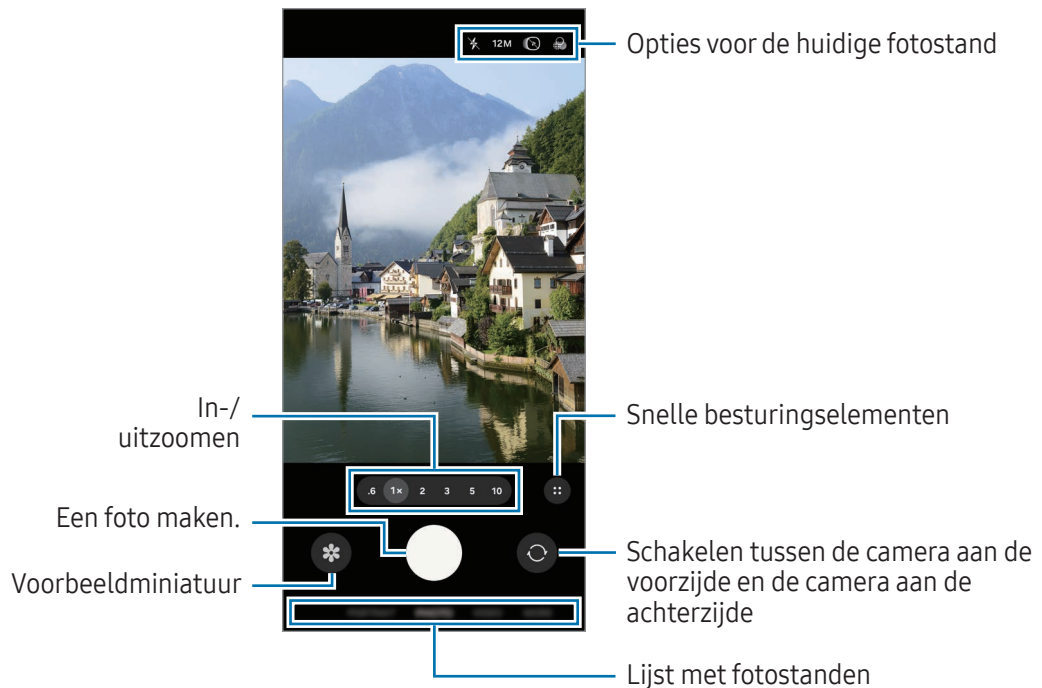 12M
Opties voor de huidige fotostand
In-/
uitzoomen
Snelle besturingselementen
.6 1× 2 3 5 10
Een foto maken.
Voorbeeldminiatuur
Schakelen tussen de camera aan de
voorzijde en de camera aan de
achterzijde
Lijst met fotostanden